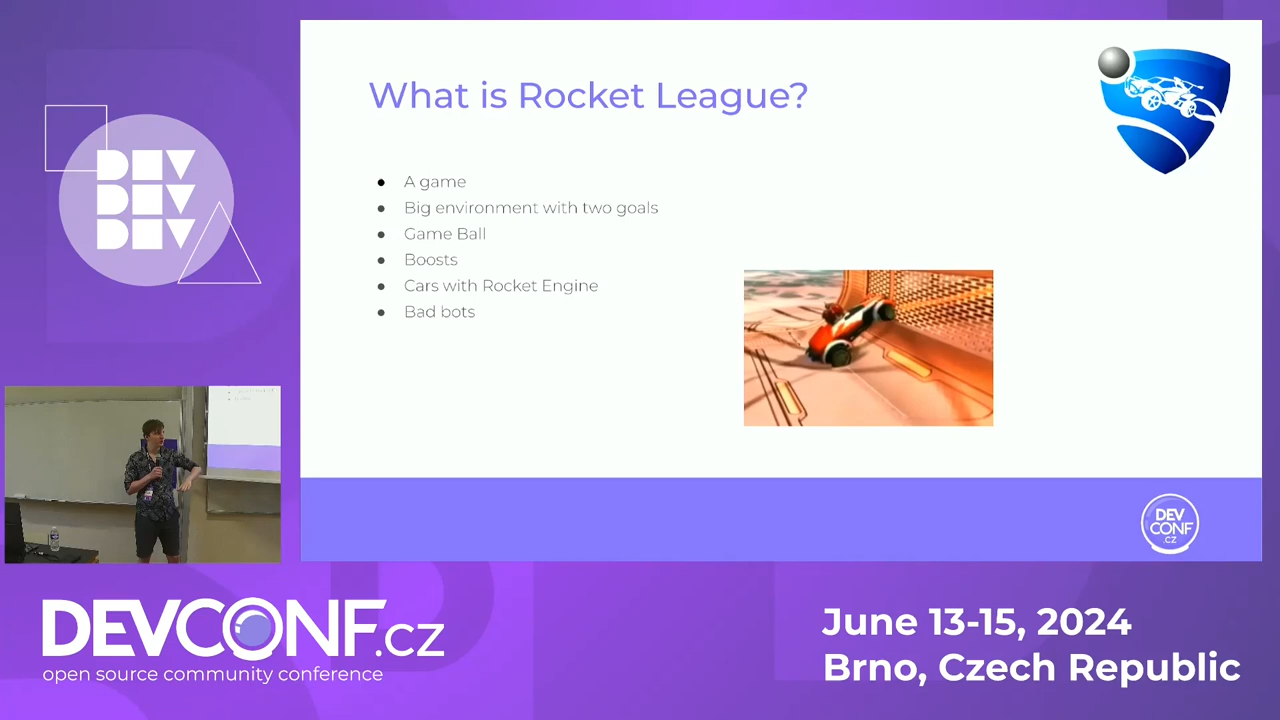 DEV
DEV
DEV
What is Rocket League?
● A game
● Big environment with two goals
● Game Ball
● Boosts
● Cars with Rocket Engine
● Bad bots
DEV
CONF
.CZ
DEVCONF.cz
open source community conference
June 13-15, 2024
Brno, Czech Republic